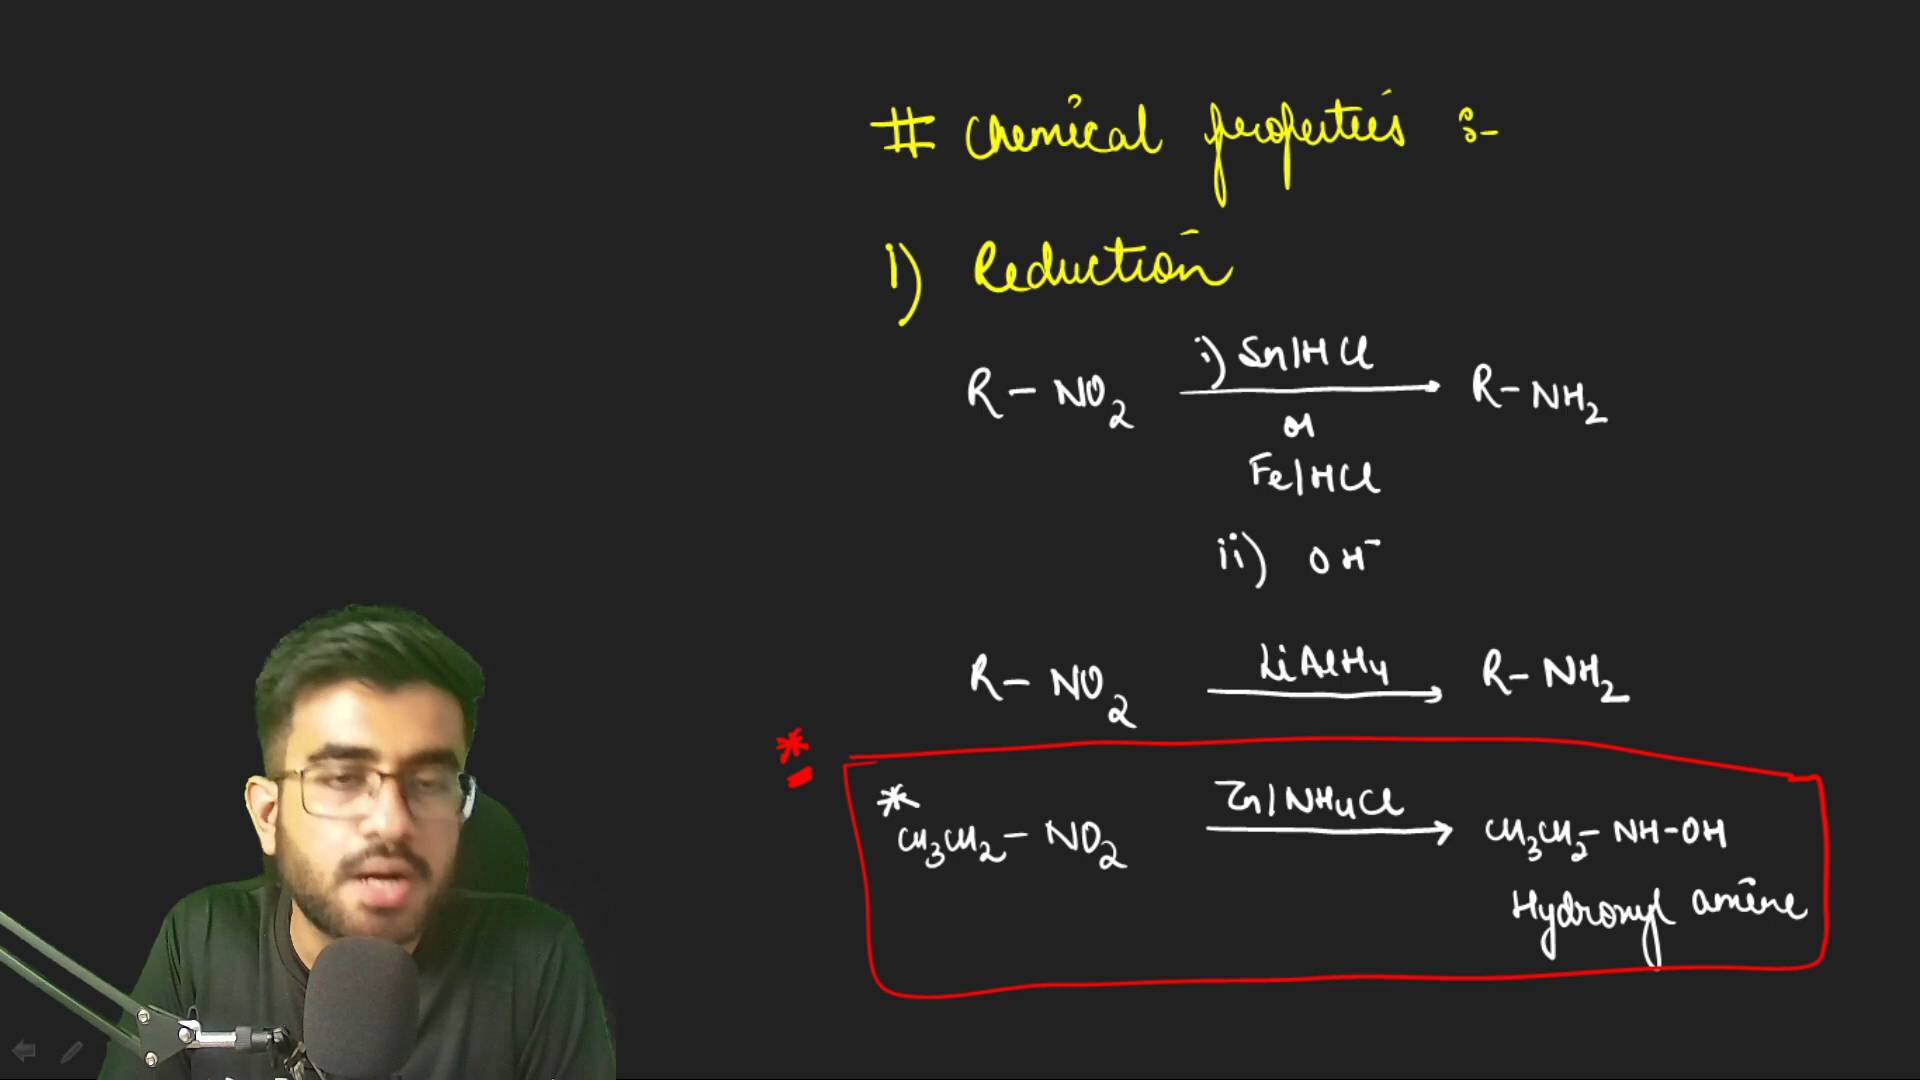 # Chemical properties :-
1) Reduction
R - NO2 i) Sn/HCl R-NH2
or
Fe/HCl
ii) OH-
R - NO2 LiAlH4 R-NH2
*
* CH3CH2 - NO2 Zn/NH4Cl CH3CH2-NH-OH
Hydroxyl amine